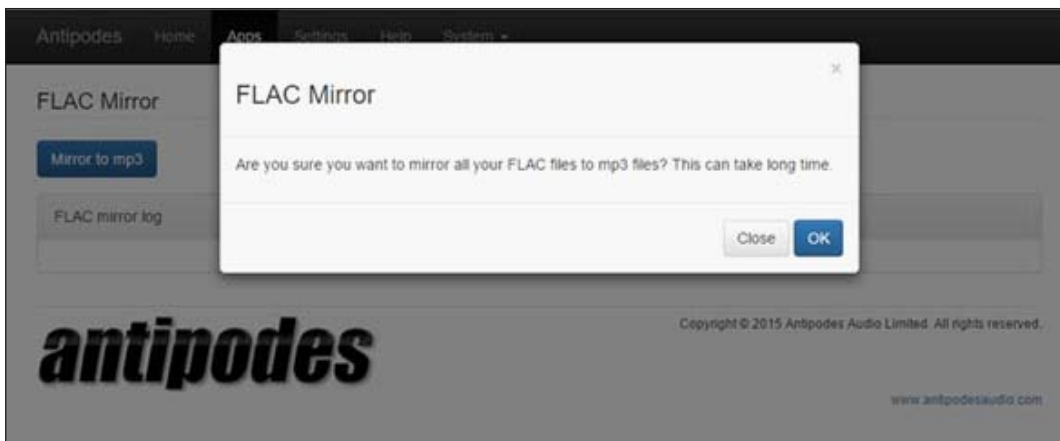 Antipodes Home Apps Settings Help System
×
FLAC Mirror
FLAC Mirror
Mirror to mp3
Are you sure you want to mirror all your FLAC files to mp3 files? This can take long time.
FLAC mirror log
Close OK
antipodes
Copyright © 2015 Antipodes Audio Limited. All rights reserved.
www.antipodesaudio.com